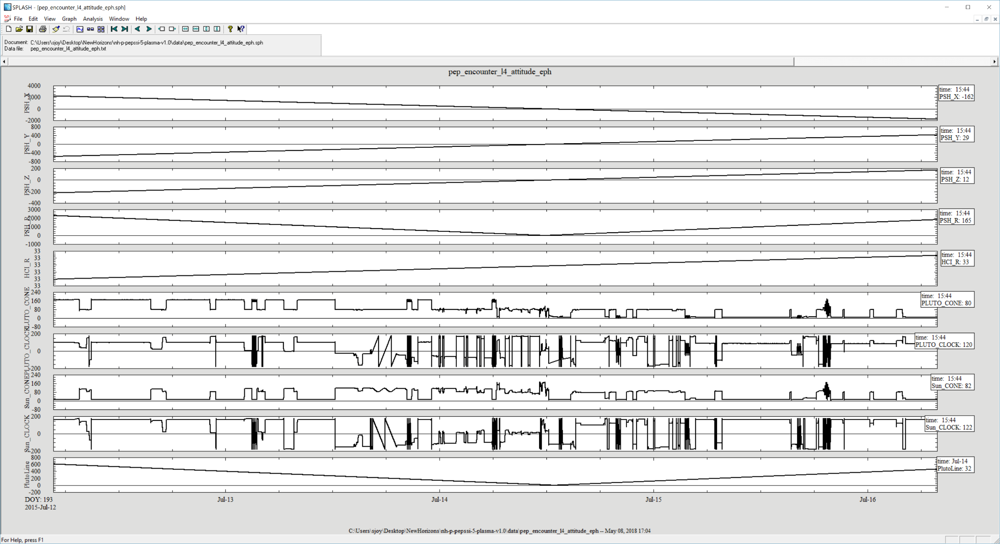 SPLASH - [pep_encounter_l4_attitude_eph.sph]
File Edit View Graph Analysis Window Help
Document: C:\Users\sjoy\Desktop\NewHorizons\nh-p-pepssi-5-plasma-v1.0\data\pep_encounter_l4_attitude_eph.sph
Data file: pep_encounter_l4_attitude_eph.txt
pep_encounter_l4_attitude_eph
PSH_X
4000
2000
0
-2000
time: 15:44
PSH_X: -162
PSH_Y
800
400
0
-400
-800
time: 15:44
PSH_Y: 29
PSH_Z
200
0
-200
-400
time: 15:44
PSH_Z: 12
PSH_R
3000
2000
1000
0
-1000
time: 15:44
PSH_R: 165
HCI_R
33
33
33
33
33
33
time: 15:44
HCI_R: 33
PLUTO_CONE
240
160
80
0
-80
time: 15:44
PLUTO_CONE: 80
PLUTO_CLOCK
200
0
-200
time: 15:44
PLUTO_CLOCK: 120
Sun_CONE
240
160
80
0
-80
time: 15:44
Sun_CONE: 82
Sun_CLOCK
200
0
-200
time: 15:44
Sun_CLOCK: 122
PlutoLine
800
600
400
200
0
-200
time: Jul-14
PlutoLine: 32
DOY: 193 Jul-13 Jul-14 Jul-15 Jul-16
2015-Jul-12
C:\Users\sjoy\Desktop\NewHorizons\nh-p-pepssi-5-plasma-v1.0\data\pep_encounter_l4_attitude_eph -- May 08, 2018 17:04
For Help, press F1